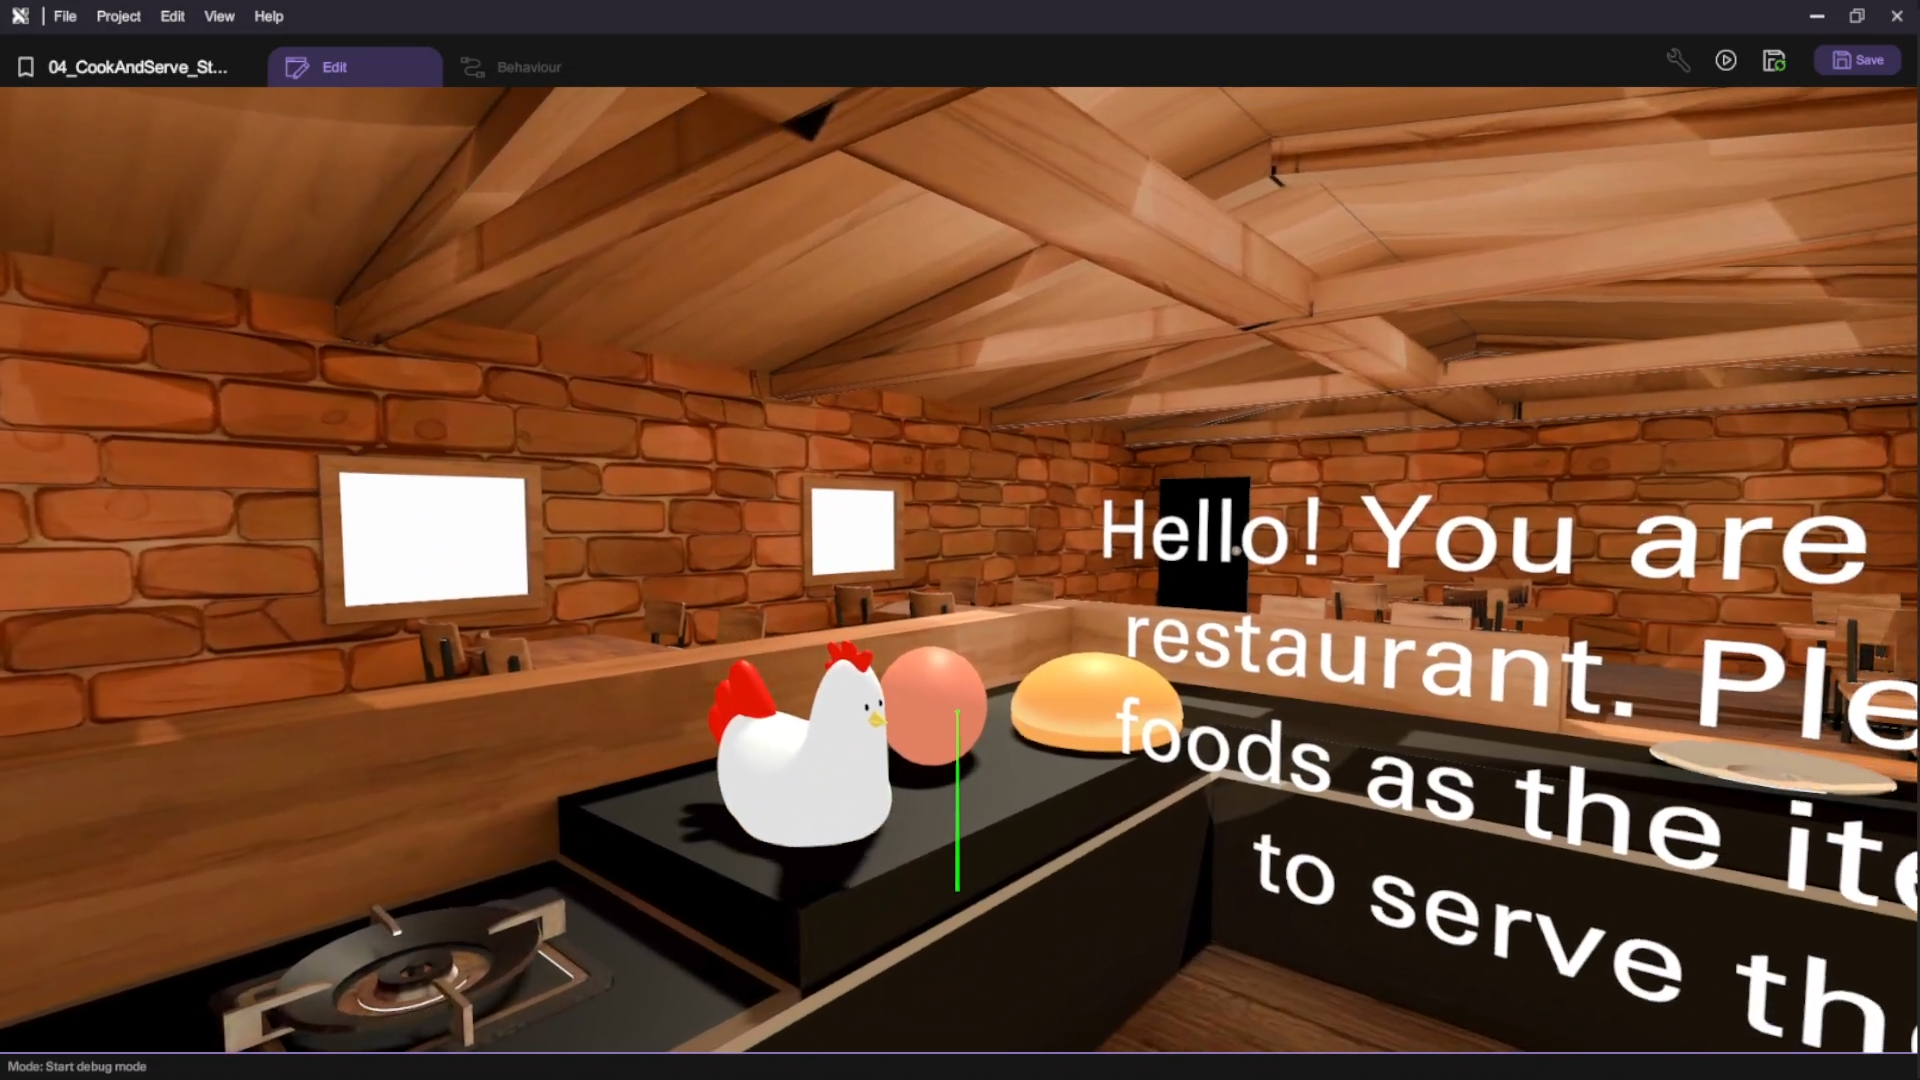 File Project Edit View Help
04_CookAndServe_St... Edit Behaviour Save
Hello! You are
restaurant. Ple
foods as the ite
to serve the
Mode: Start debug mode